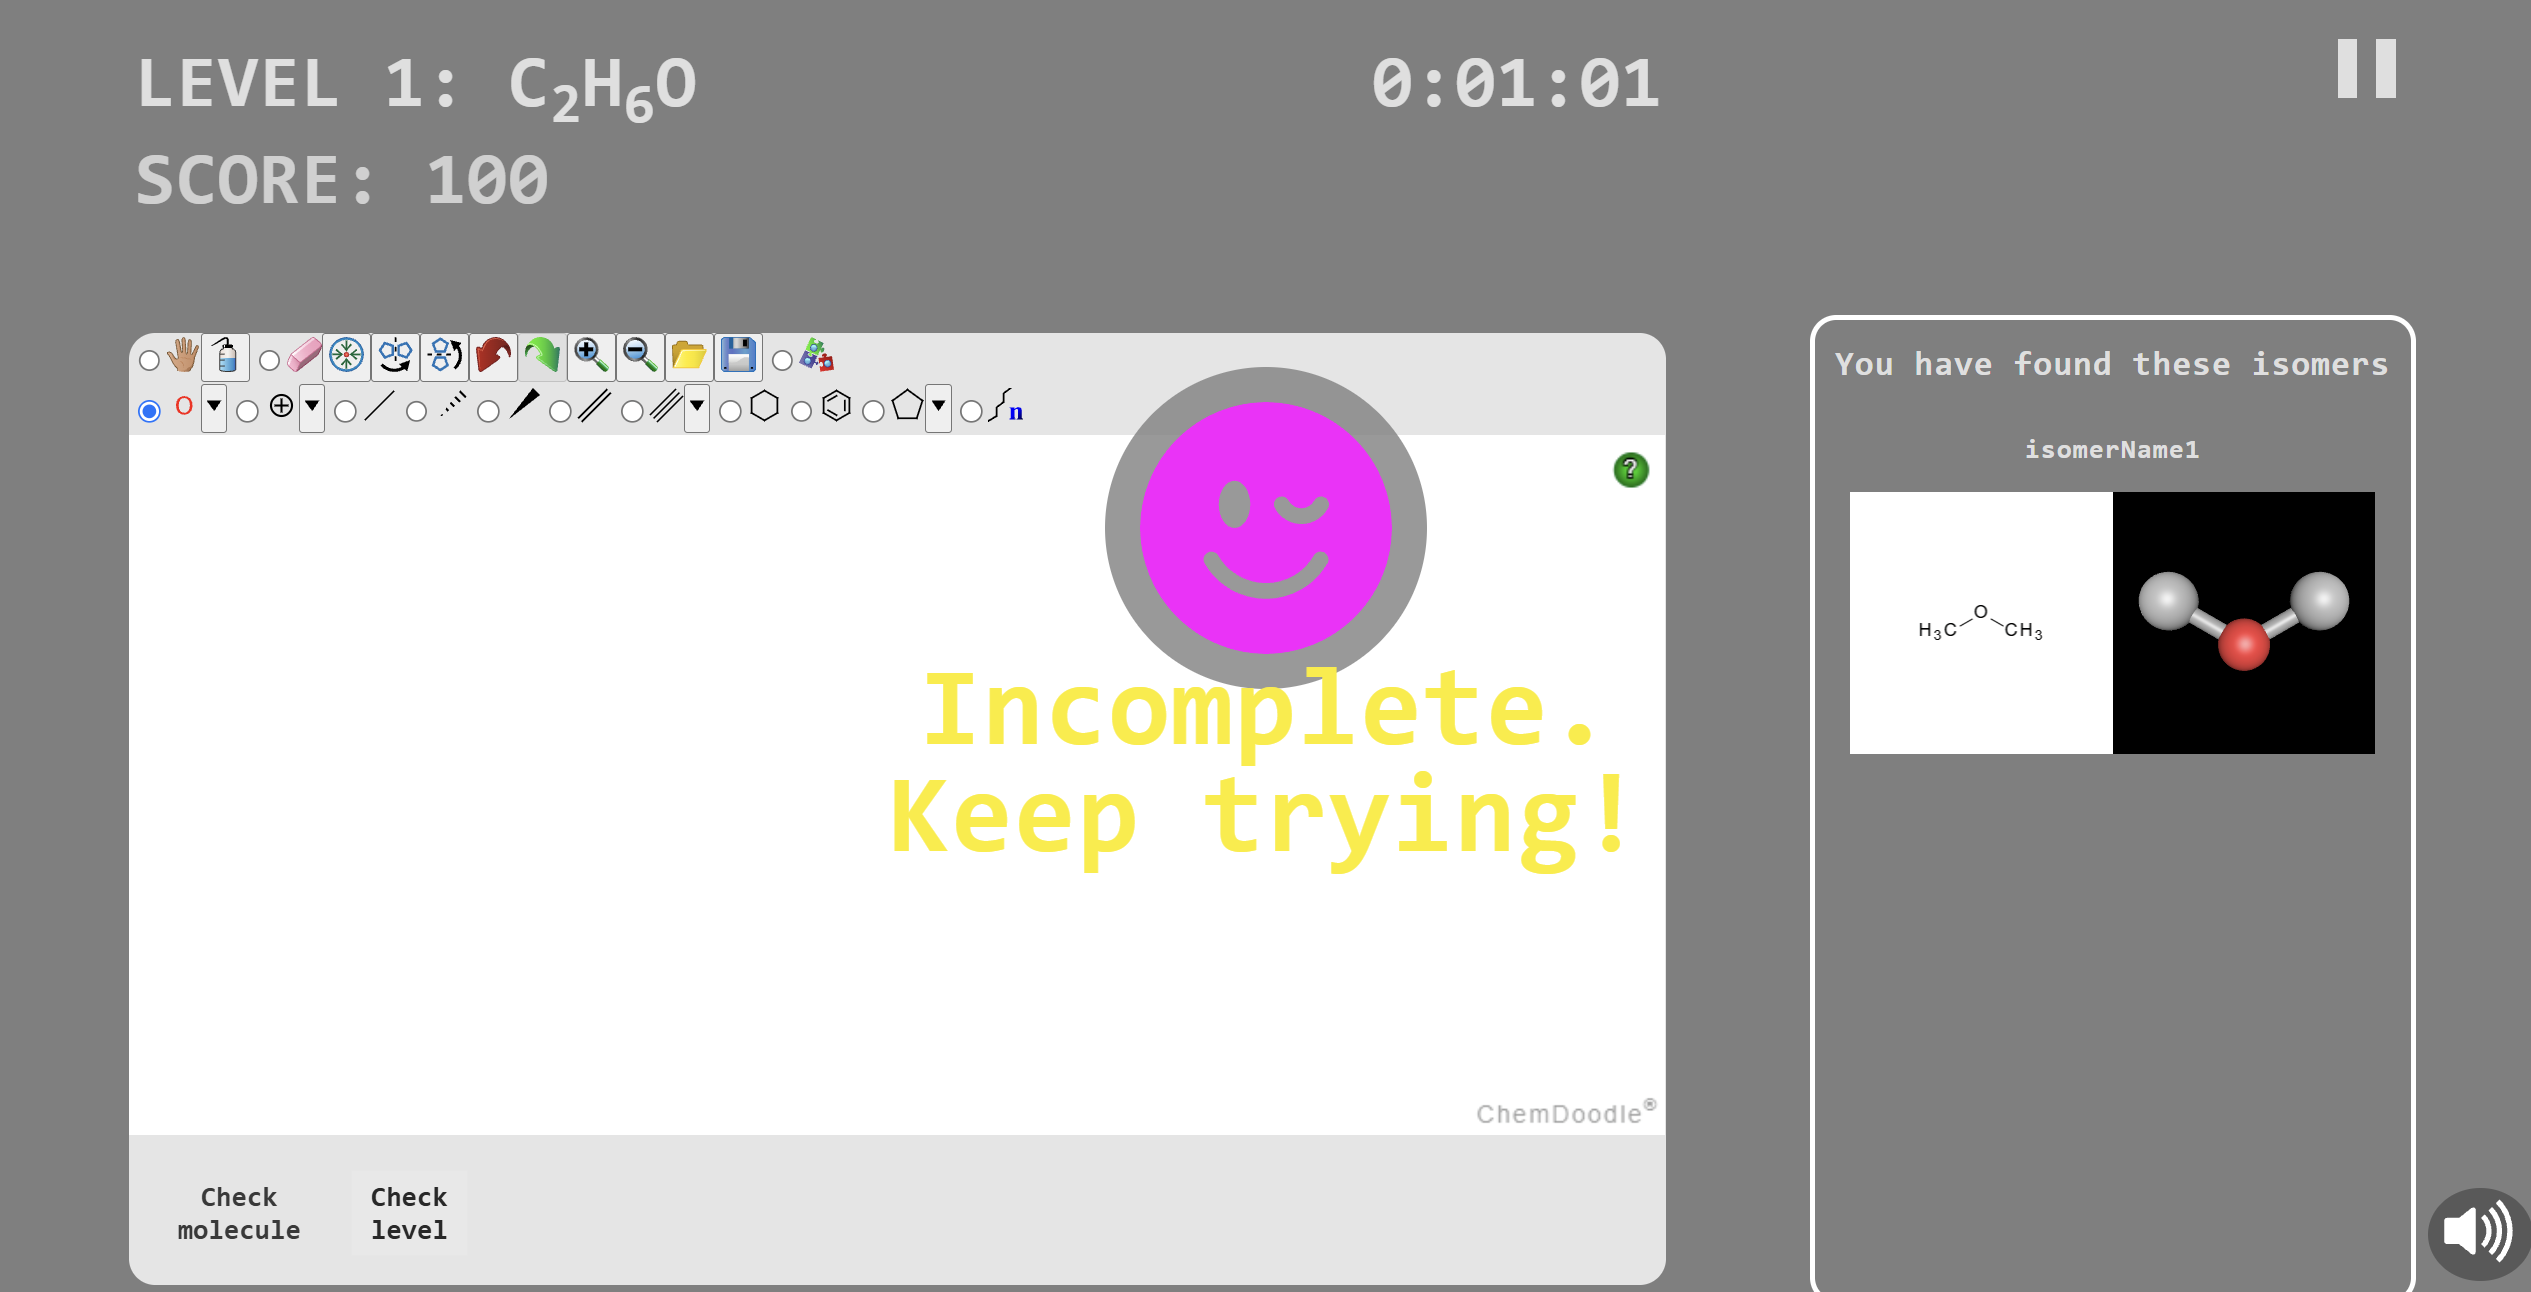 LEVEL 1: C₂H₆O
0:01:01
SCORE: 100
O
n
?
Incomplete.
Keep trying!
ChemDoodle®
Check
molecule
Check
level
You have found these isomers
isomerName1
O
H₃C CH₃